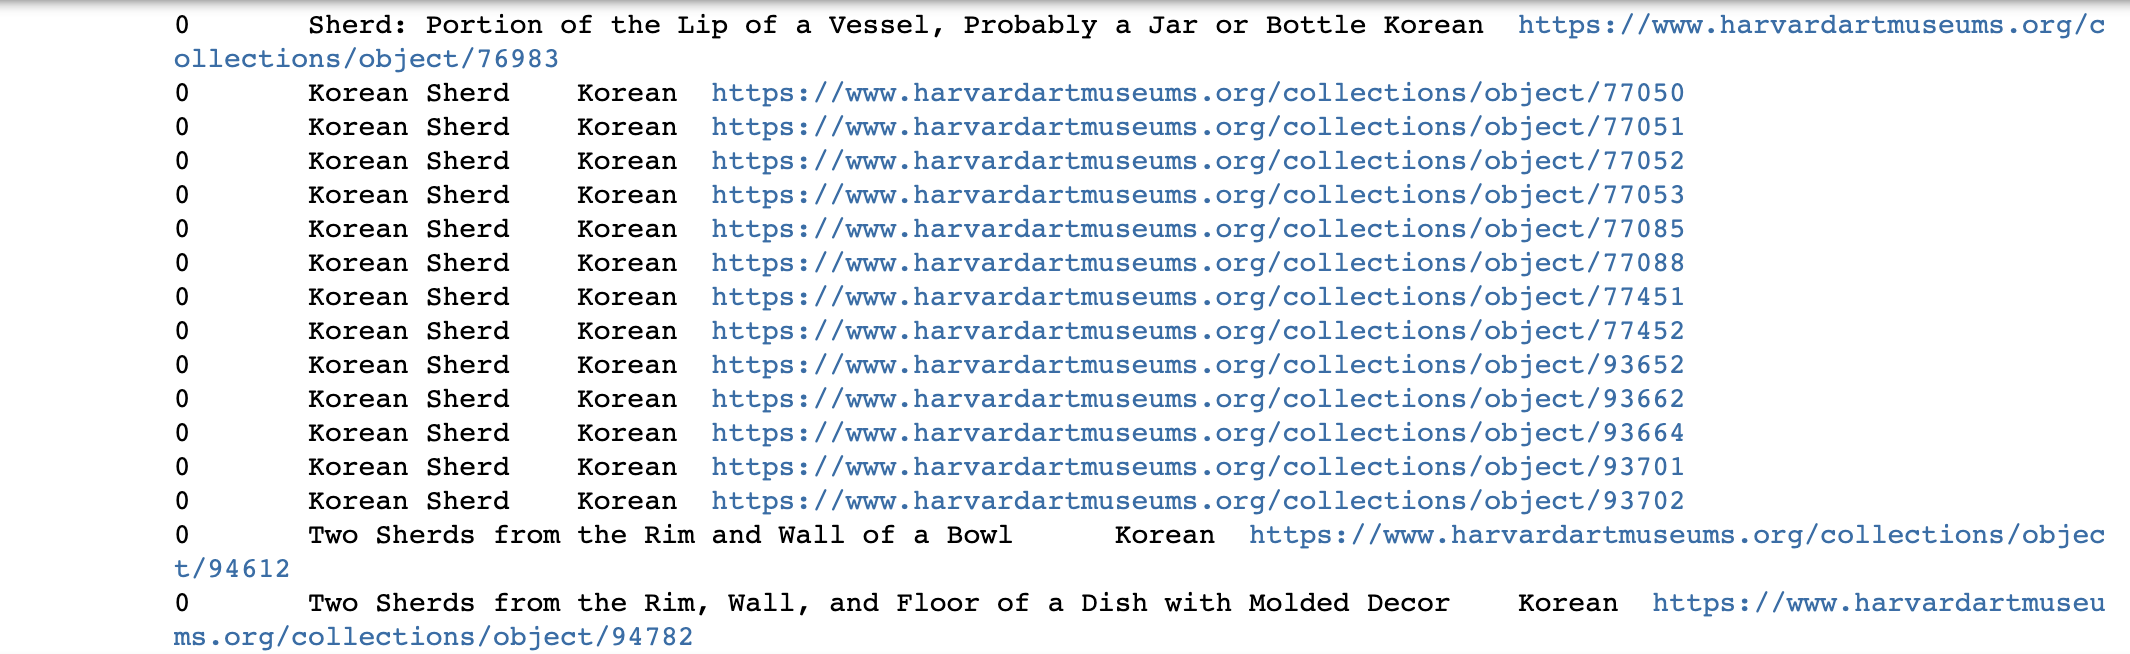 0 Sherd: Portion of the Lip of a Vessel, Probably a Jar or Bottle Korean https://www.harvardartmuseums.org/c
ollections/object/76983
0 Korean Sherd Korean https://www.harvardartmuseums.org/collections/object/77050
0 Korean Sherd Korean https://www.harvardartmuseums.org/collections/object/77051
0 Korean Sherd Korean https://www.harvardartmuseums.org/collections/object/77052
0 Korean Sherd Korean https://www.harvardartmuseums.org/collections/object/77053
0 Korean Sherd Korean https://www.harvardartmuseums.org/collections/object/77085
0 Korean Sherd Korean https://www.harvardartmuseums.org/collections/object/77088
0 Korean Sherd Korean https://www.harvardartmuseums.org/collections/object/77451
0 Korean Sherd Korean https://www.harvardartmuseums.org/collections/object/77452
0 Korean Sherd Korean https://www.harvardartmuseums.org/collections/object/93652
0 Korean Sherd Korean https://www.harvardartmuseums.org/collections/object/93662
0 Korean Sherd Korean https://www.harvardartmuseums.org/collections/object/93664
0 Korean Sherd Korean https://www.harvardartmuseums.org/collections/object/93701
0 Korean Sherd Korean https://www.harvardartmuseums.org/collections/object/93702
0 Two Sherds from the Rim and Wall of a Bowl Korean https://www.harvardartmuseums.org/collections/objec
t/94612
0 Two Sherds from the Rim, Wall, and Floor of a Dish with Molded Decor Korean https://www.harvardartmuseu
ms.org/collections/object/94782